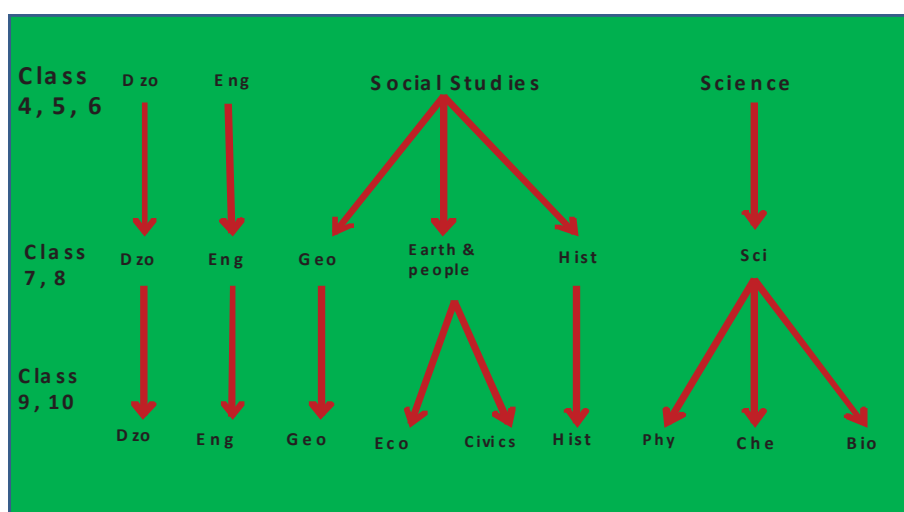 Class
4, 5, 6
Dzo
Eng
Social Studies
Science
Class
7, 8
Dzo
Eng
Geo
Earth &
people
Hist
Sci
Class
9, 10
Dzo
Eng
Geo
Eco
Civics
Hist
Phy
Che
Bio